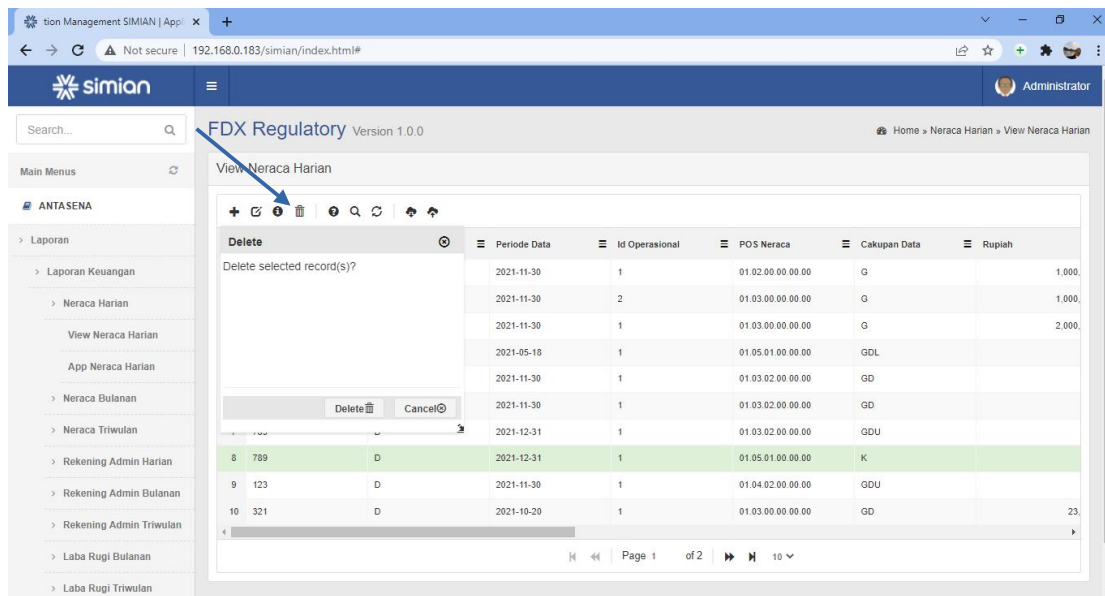 tion Management SIMIAN | Appli
Not secure | 192.168.0.183/simian/index.html#
simian
Administrator
Search...
FDX Regulatory Version 1.0.0
Home » Neraca Harian » View Neraca Harian
Main Menus
View Neraca Harian
ANTASENA
Laporan
Laporan Keuangan
Neraca Harian
View Neraca Harian
App Neraca Harian
Neraca Bulanan
Neraca Triwulan
Rekening Admin Harian
Rekening Admin Bulanan
Rekening Admin Triwulan
Laba Rugi Bulanan
Laba Rugi Triwulan
Delete
Delete selected record(s)?
Delete Cancel
Periode Data Id Operasional POS Neraca Cakupan Data Rupiah
2021-11-30 1 01.02.00.00.00.00 G 1,000,
2021-11-30 2 01.03.00.00.00.00 G 1,000,
2021-11-30 1 01.03.00.00.00.00 G 2,000,
2021-05-18 1 01.05.01.00.00.00 GDL
2021-11-30 1 01.03.02.00.00.00 GD
2021-11-30 1 01.03.02.00.00.00 GD
2021-12-31 1 01.03.02.00.00.00 GDU
8 789 D 2021-12-31 1 01.05.01.00.00.00 K
9 123 D 2021-11-30 1 01.04.02.00.00.00 GDU
10 321 D 2021-10-20 1 01.03.00.00.00.00 GD 23,
Page 1 of 2 10